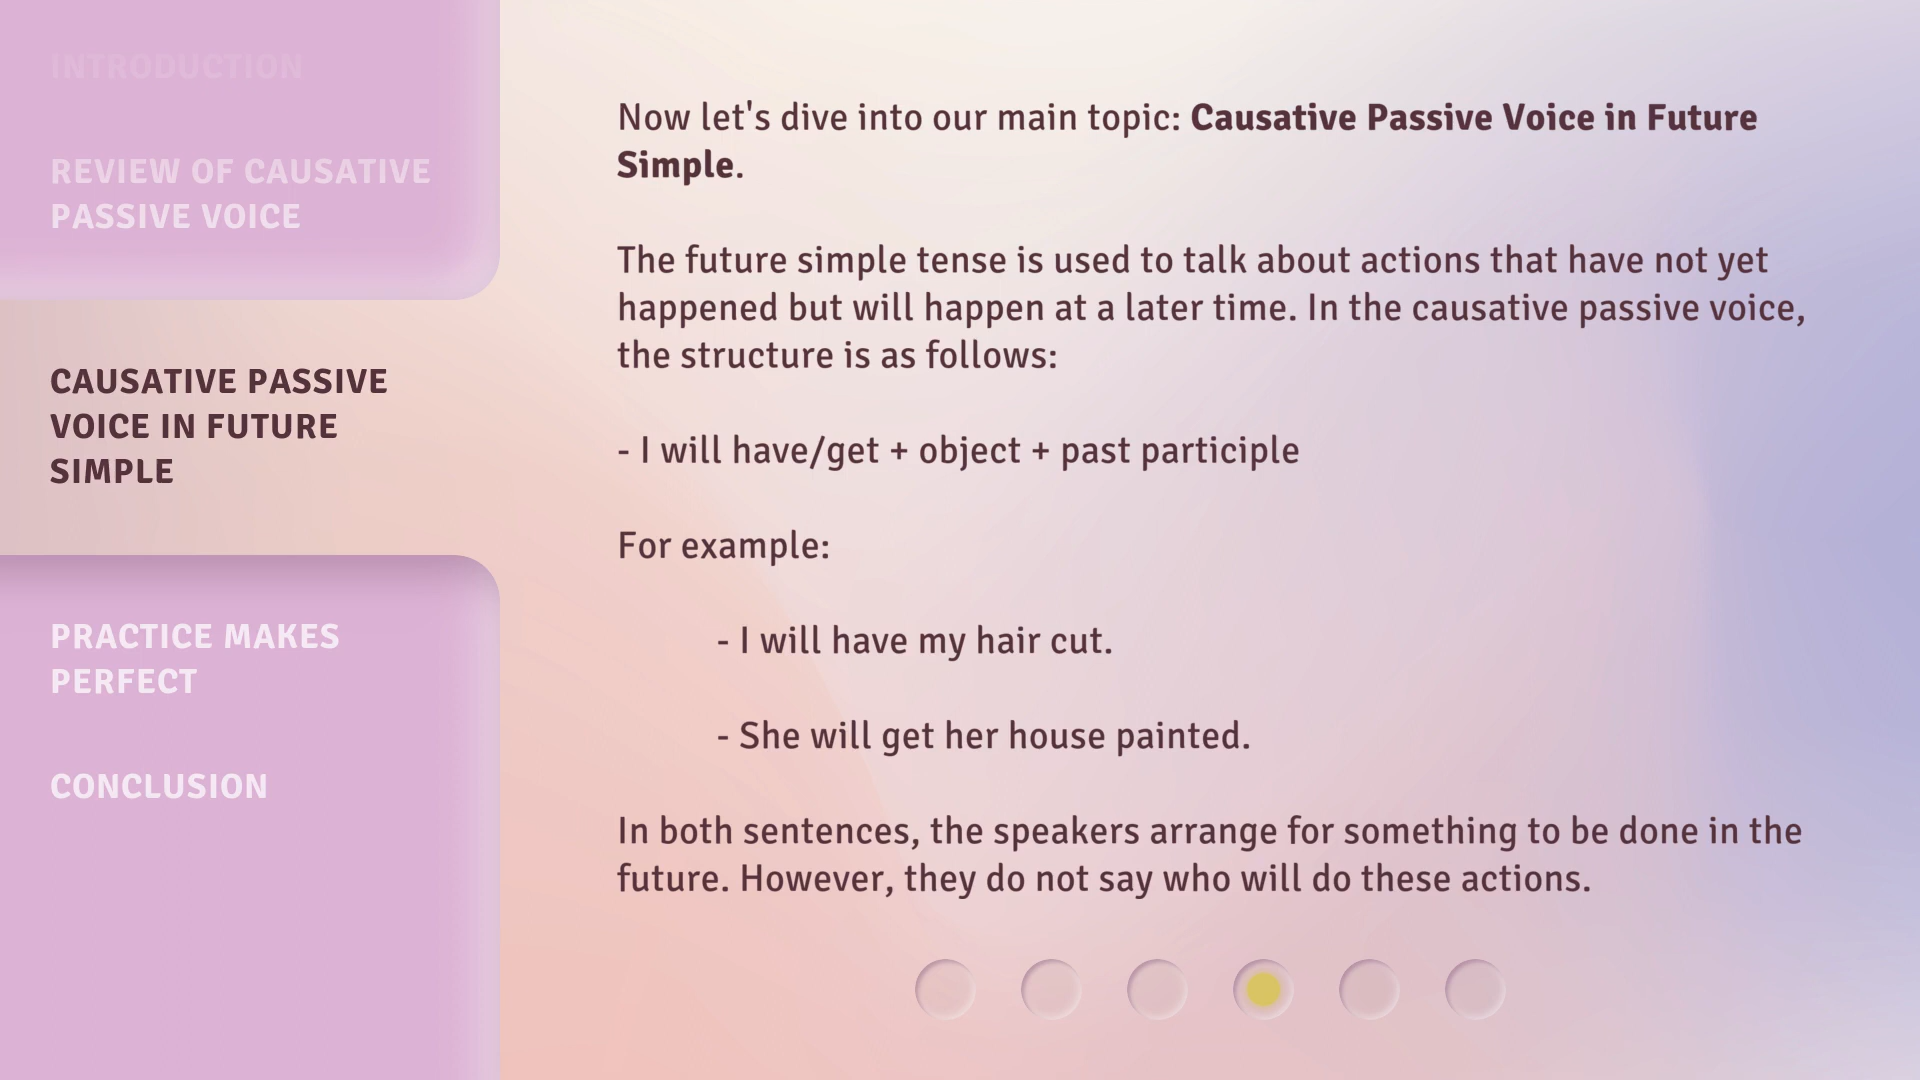 INTRODUCTION
REVIEW OF CAUSATIVE
PASSIVE VOICE
CAUSATIVE PASSIVE
VOICE IN FUTURE
SIMPLE
PRACTICE MAKES
PERFECT
CONCLUSION
Now let's dive into our main topic: Causative Passive Voice in Future
Simple.
The future simple tense is used to talk about actions that have not yet
happened but will happen at a later time. In the causative passive voice,
the structure is as follows:
- I will have/get + object + past participle
For example:
- I will have my hair cut.
- She will get her house painted.
In both sentences, the speakers arrange for something to be done in the
future. However, they do not say who will do these actions.